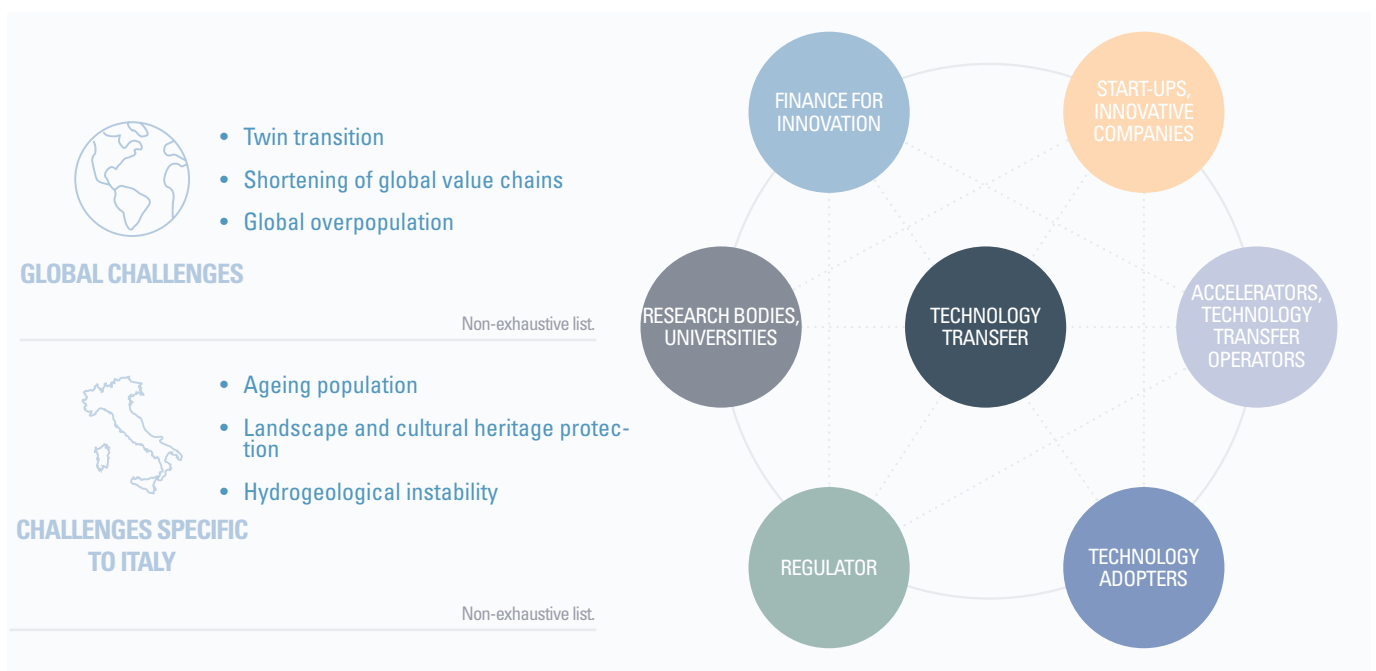 • Twin transition
• Shortening of global value chains
• Global overpopulation
GLOBAL CHALLENGES
Non-exhaustive list.
• Ageing population
• Landscape and cultural heritage protec-
tion
• Hydrogeological instability
CHALLENGES SPECIFIC
TO ITALY
Non-exhaustive list.
FINANCE FOR
INNOVATION
START-UPS,
INNOVATIVE
COMPANIES
RESEARCH BODIES,
UNIVERSITIES
TECHNOLOGY
TRANSFER
ACCELERATORS,
TECHNOLOGY
TRANSFER
OPERATORS
REGULATOR
TECHNOLOGY
ADOPTERS